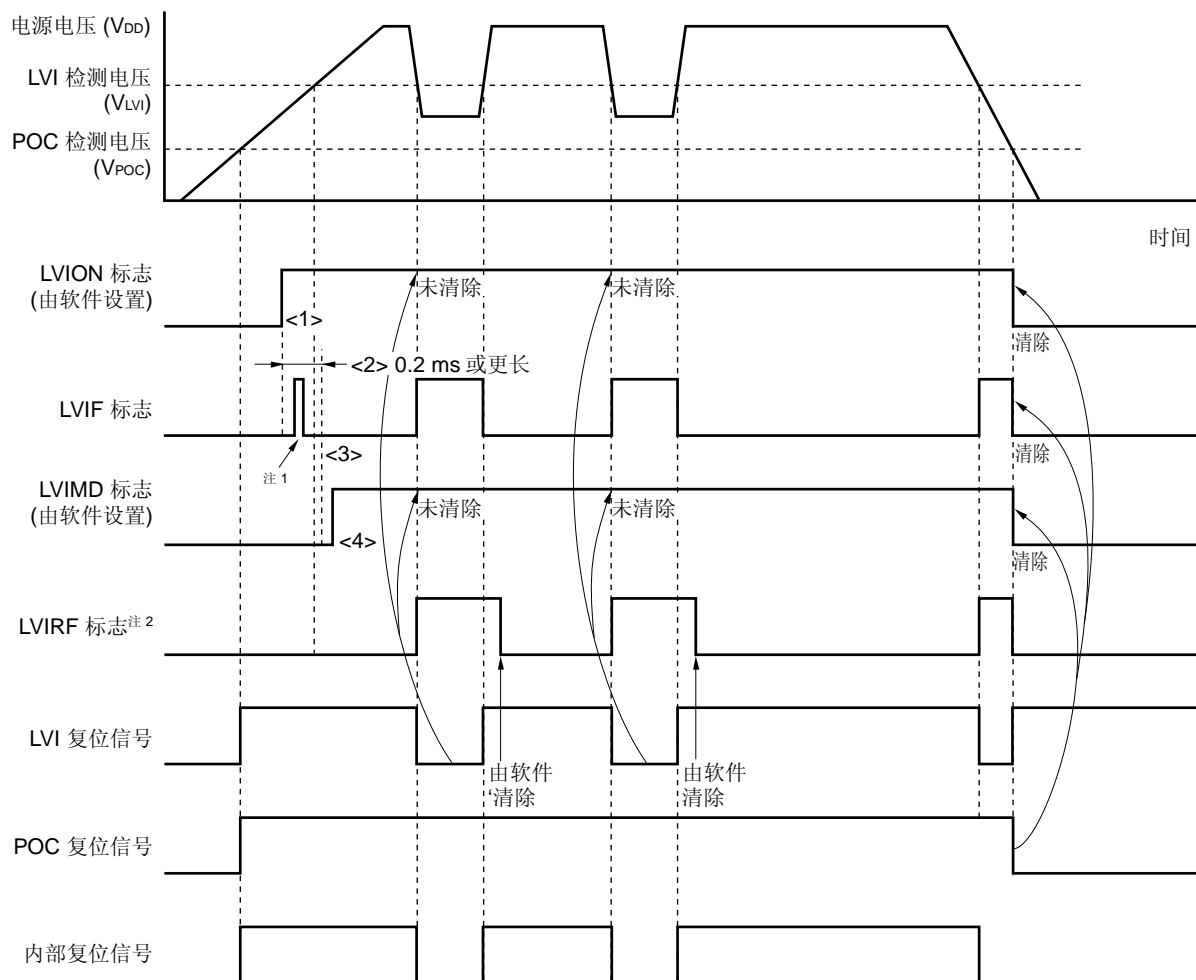 电源电压 (VDD)
LVI 检测电压
(VLVI)
POC 检测电压
(VPOC)
时间
LVION 标志
(由软件设置)
未清除
未清除
<1>
清除
<2> 0.2 ms 或更长
LVIF 标志
<3>
清除
注 1
LVIMD 标志
(由软件设置)
未清除
未清除
<4>
清除
LVIRF 标志注 2
LVI 复位信号
由软件
‘清除
由软件
清除
POC 复位信号
内部复位信号